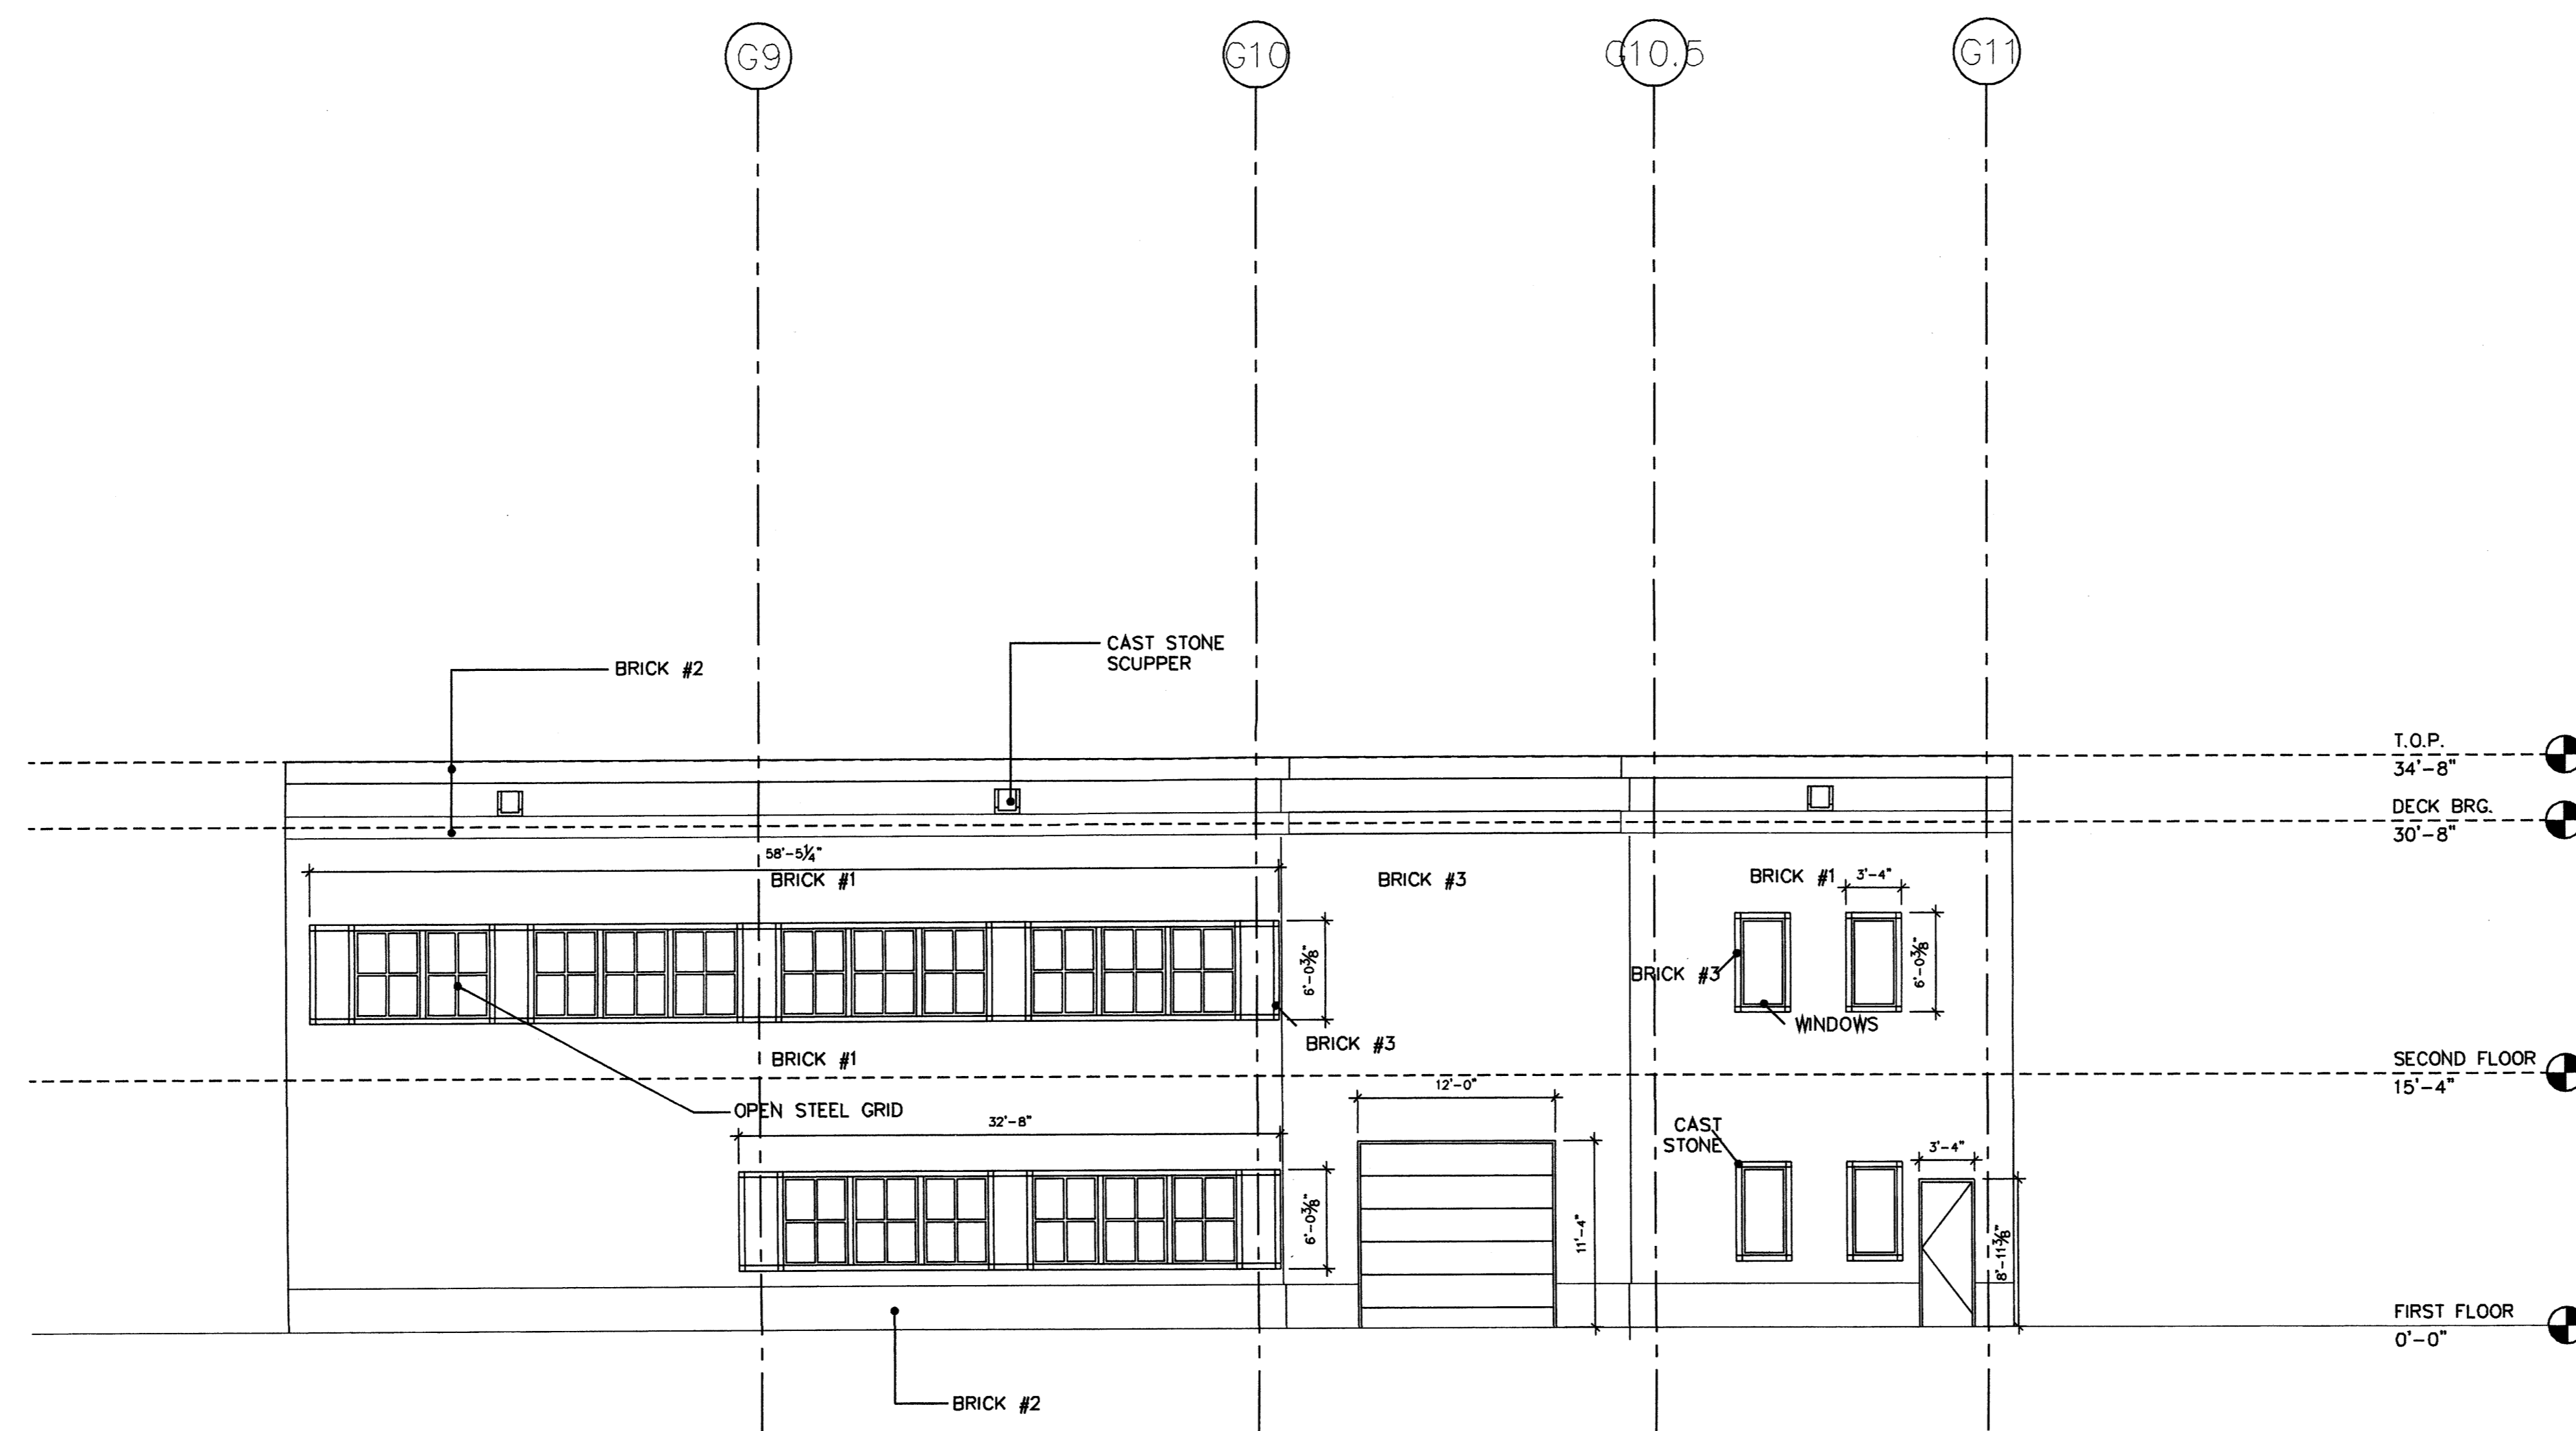 G9
G10
G10.5
G11
CAST STONE
SCUPPER
BRICK #2
T.O.P.
34'-8"
DECK BRG.
30'-8"
58'-5¼"
BRICK #1
BRICK #3
BRICK #1
3'-4"
6'-0⅜"
BRICK #3
6'-0⅜"
WINDOWS
BRICK #3
BRICK #1
SECOND FLOOR
15'-4"
12'-0"
OPEN STEEL GRID
32'-8"
CAST
STONE
3'-4"
6'-0⅜"
11'-4"
8'-11⅜"
FIRST FLOOR
0'-0"
BRICK #2